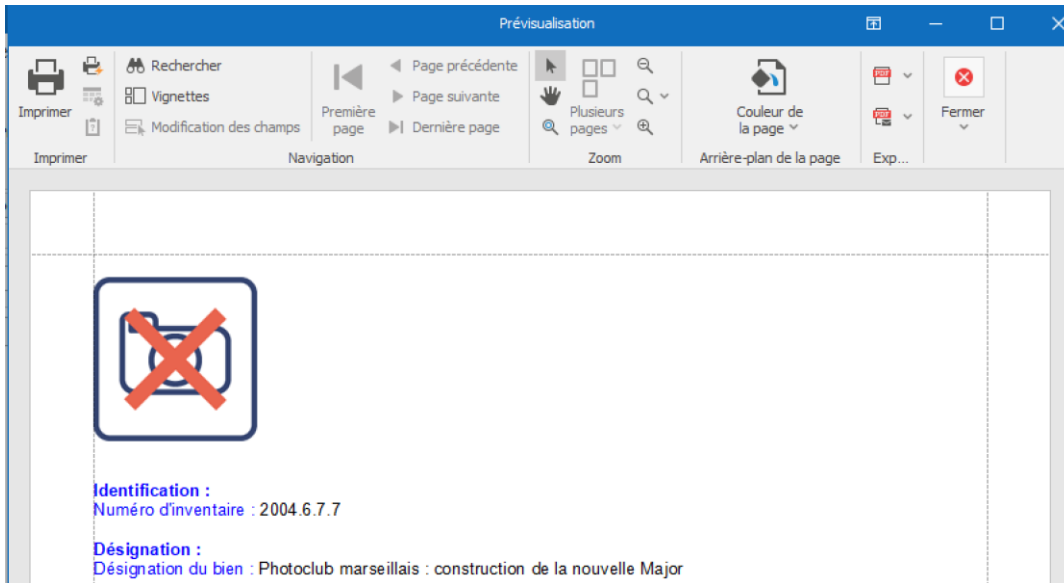 Prévisualisation
Imprimer
Rechercher
Vignettes
Modification des champs
Première
page
Page précédente
Page suivante
Dernière page
Plusieurs
pages
Couleur de
la page
PDF
PDF
Fermer
Imprimer
Navigation
Zoom
Arrière-plan de la page
Exp...
Identification :
Numéro d'inventaire : 2004.6.7.7
Désignation :
Désignation du bien : Photoclub marseillais : construction de la nouvelle Major